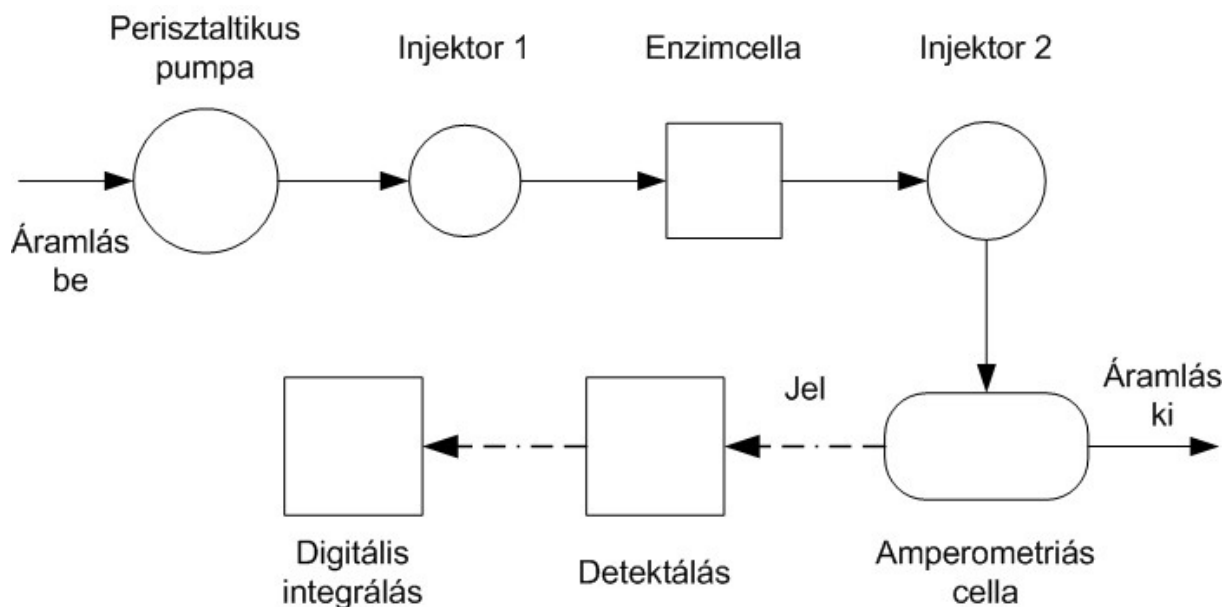 Perisztaltikus
pumpa
Injektor 1
Enzimcella
Injektor 2
Áramlás
be
Jel
Áramlás
ki
Digitális
integrálás
Detektálás
Amperometriás
cella